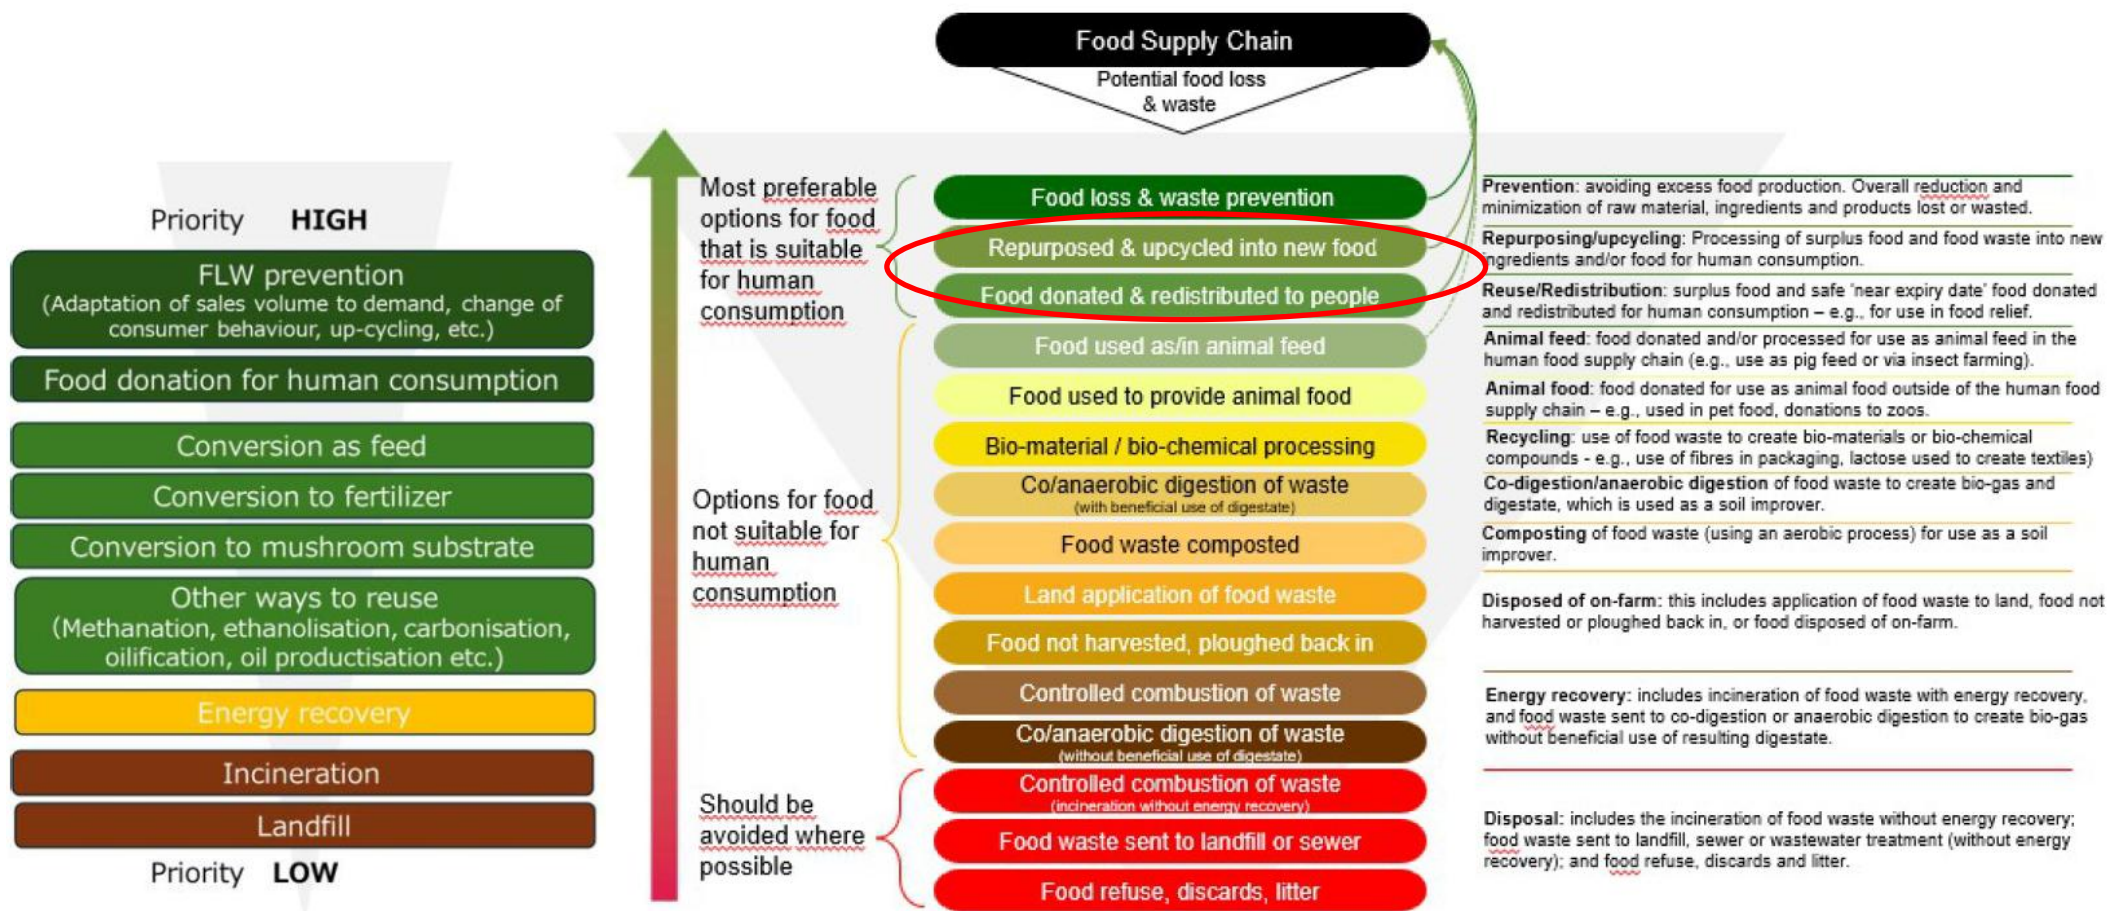 Priority HIGH
FLW prevention
(Adaptation of sales volume to demand, change of
consumer behaviour, up-cycling, etc.)
Food donation for human consumption
Conversion as feed
Conversion to fertilizer
Conversion to mushroom substrate
Other ways to reuse
(Methanation, ethanolisation, carbonisation,
oilification, oil productisation etc.)
Energy recovery
Incineration
Landfill
Priority LOW
Food Supply Chain
Potential food loss
& waste
Most preferable
options for food
that is suitable
for human
consumption
Options for food
not suitable for
human
consumption
Should be
avoided where
possible
Food loss & waste prevention
Repurposed & upcycled into new food
Food donated & redistributed to people
Food used as/in animal feed
Food used to provide animal food
Bio-material / bio-chemical processing
Co/anaerobic digestion of waste
(with beneficial use of digestate)
Food waste composted
Land application of food waste
Food not harvested, ploughed back in
Controlled combustion of waste
Co/anaerobic digestion of waste
(without beneficial use of digestate)
Controlled combustion of waste
(incineration without energy recovery)
Food waste sent to landfill or sewer
Food refuse, discards, litter
Prevention: avoiding excess food production. Overall reduction and
minimization of raw material, ingredients and products lost or wasted.
Repurposing/upcycling: Processing of surplus food and food waste into new
ingredients and/or food for human consumption.
Reuse/Redistribution: surplus food and safe 'near expiry date' food donated
and redistributed for human consumption – e.g., for use in food relief.
Animal feed: food donated and/or processed for use as animal feed in the
human food supply chain (e.g., use as pig feed or via insect farming).
Animal food: food donated for use as animal food outside of the human food
supply chain – e.g., used in pet food, donations to zoos.
Recycling: use of food waste to create bio-materials or bio-chemical
compounds - e.g., use of fibres in packaging, lactose used to create textiles)
Co-digestion/anaerobic digestion of food waste to create bio-gas and
digestate, which is used as a soil improver.
Composting of food waste (using an aerobic process) for use as a soil
improver.
Disposed of on-farm: this includes application of food waste to land, food not
harvested or ploughed back in, or food disposed of on-farm.
Energy recovery: includes incineration of food waste with energy recovery,
and food waste sent to co-digestion or anaerobic digestion to create bio-gas
without beneficial use of resulting digestate.
Disposal: includes the incineration of food waste without energy recovery;
food waste sent to landfill, sewer or wastewater treatment (without energy
recovery); and food refuse, discards and litter.